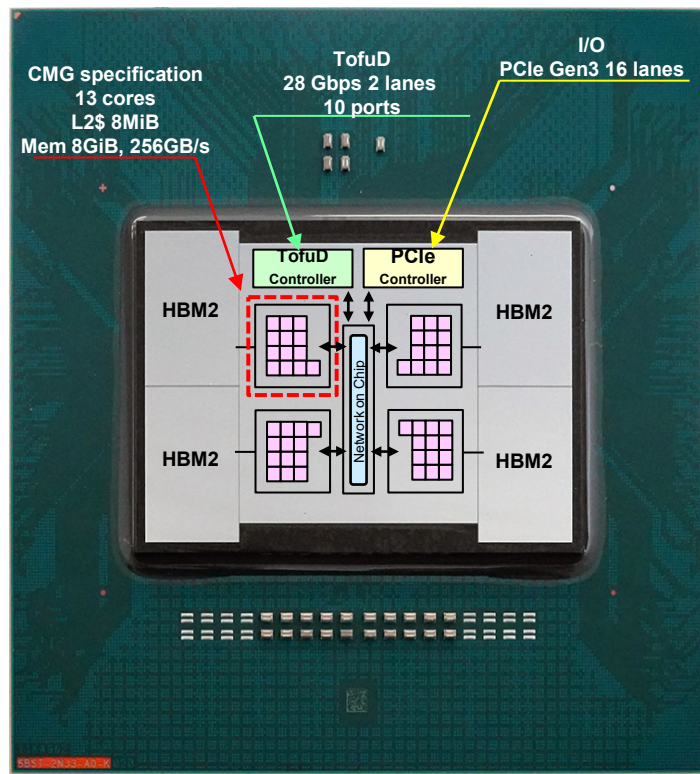 CMG specification
13 cores
L2$ 8MiB
Mem 8GiB, 256GB/s
TofuD
28 Gbps 2 lanes
10 ports
I/O
PCIe Gen3 16 lanes
TofuD
Controller
PCIe
Controller
HBM2
HBM2
HBM2
HBM2
Network on Chip